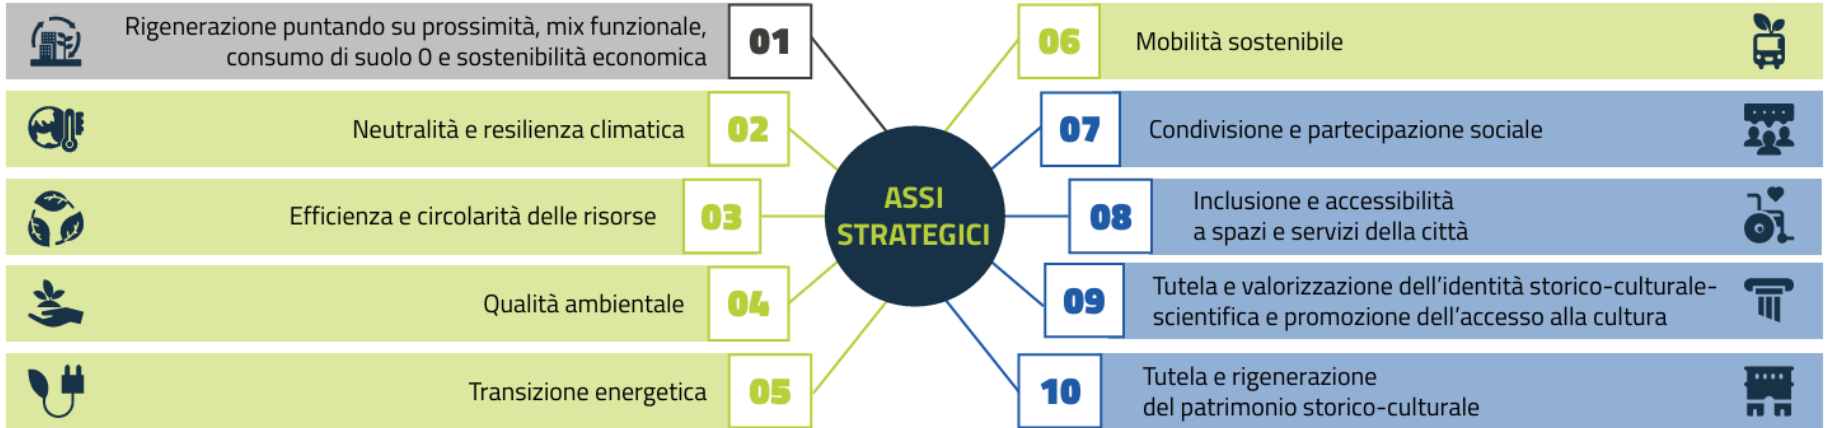 Rigenerazione puntando su prossimità, mix funzionale,
consumo di suolo 0 e sostenibilità economica
01
Neutralità e resilienza climatica
02
Efficienza e circolarità delle risorse
03
Qualità ambientale
04
Transizione energetica
05
ASSI
STRATEGICI
06
Mobilità sostenibile
07
Condivisione e partecipazione sociale
08
Inclusione e accessibilità
a spazi e servizi della città
09
Tutela e valorizzazione dell'identità storico-culturale-
scientifica e promozione dell'accesso alla cultura
10
Tutela e rigenerazione
del patrimonio storico-culturale